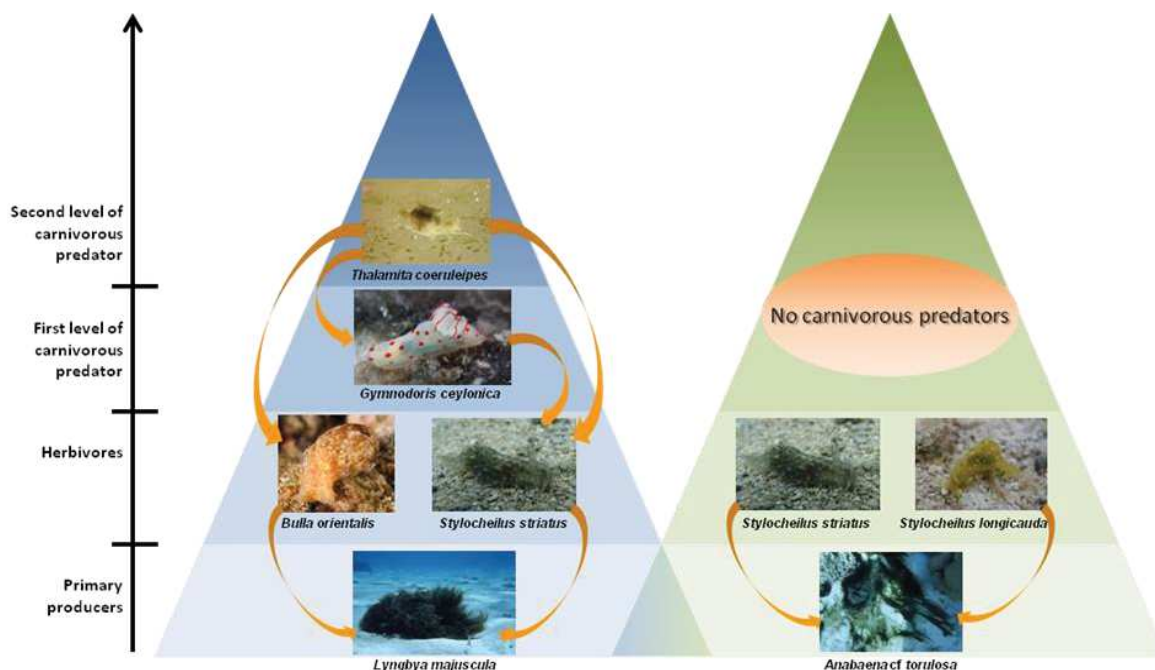 Second level of
carnivorous
predator
First level of
carnivorous
predator
Herbivores
Primary
producers
Thalamita coeruleipes
Gymnodoris ceylonica
Bulla orientalis
Stylocheilus striatus
Lyngbya majuscula
No carnivorous predators
Stylocheilus striatus
Stylocheilus longicauda
Anabaena cf torulosa